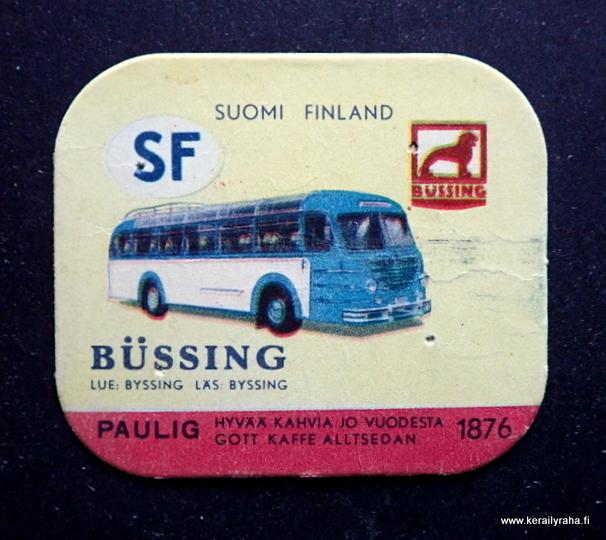 SUOMI FINLAND
SF
BÜSSING
BÜSSING
LUE: BYSSING LÄS: BYSSING
PAULIG HYVÄÄ KAHVIA JO VUODESTA 1876
GOTT KAFFE ALLTSEDAN
www.kerailyraha.fi